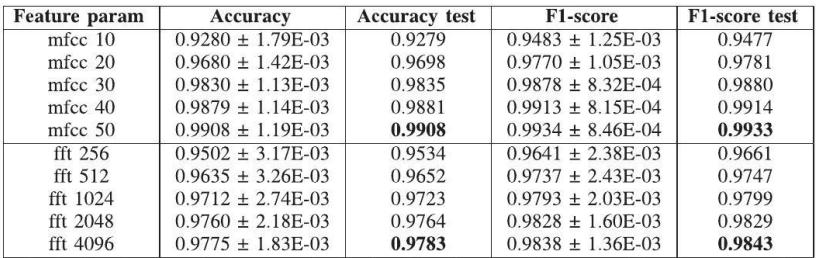 Feature param Accuracy Accuracy test F1-score F1-score test
mfcc 10 0.9280 ± 1.79E-03 0.9279 0.9483 ± 1.25E-03 0.9477
mfcc 20 0.9680 ± 1.42E-03 0.9698 0.9770 ± 1.05E-03 0.9781
mfcc 30 0.9830 ± 1.13E-03 0.9835 0.9878 ± 8.32E-04 0.9880
mfcc 40 0.9879 ± 1.14E-03 0.9881 0.9913 ± 8.15E-04 0.9914
mfcc 50 0.9908 ± 1.19E-03 0.9908 0.9934 ± 8.46E-04 0.9933
fft 256 0.9502 ± 3.17E-03 0.9534 0.9641 ± 2.38E-03 0.9661
fft 512 0.9635 ± 3.26E-03 0.9652 0.9737 ± 2.43E-03 0.9747
fft 1024 0.9712 ± 2.74E-03 0.9723 0.9793 ± 2.03E-03 0.9799
fft 2048 0.9760 ± 2.18E-03 0.9764 0.9828 ± 1.60E-03 0.9829
fft 4096 0.9775 ± 1.83E-03 0.9783 0.9838 ± 1.36E-03 0.9843